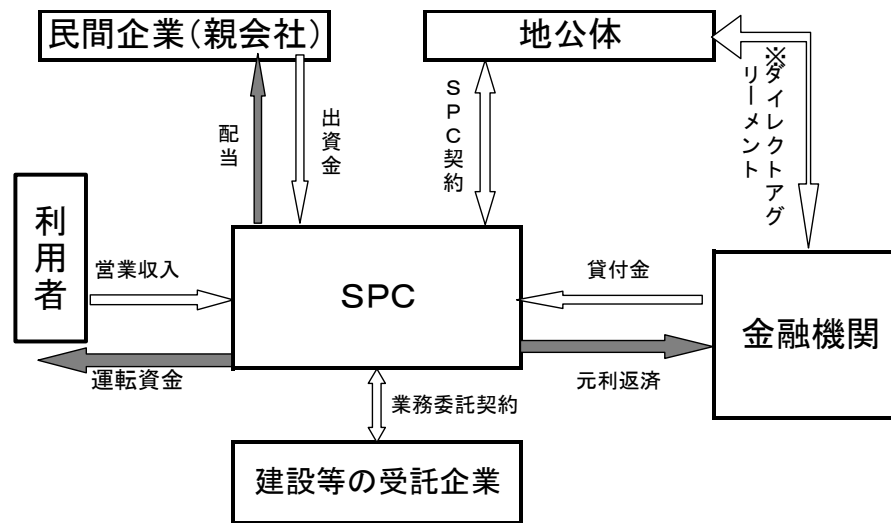 民間企業（親会社）
地公体
※ダイレクトアグ
リーメント
配当
出資金
SPC契約
利用者
営業収入
SPC
貸付金
金融機関
運転資金
元利返済
業務委託契約
建設等の受託企業